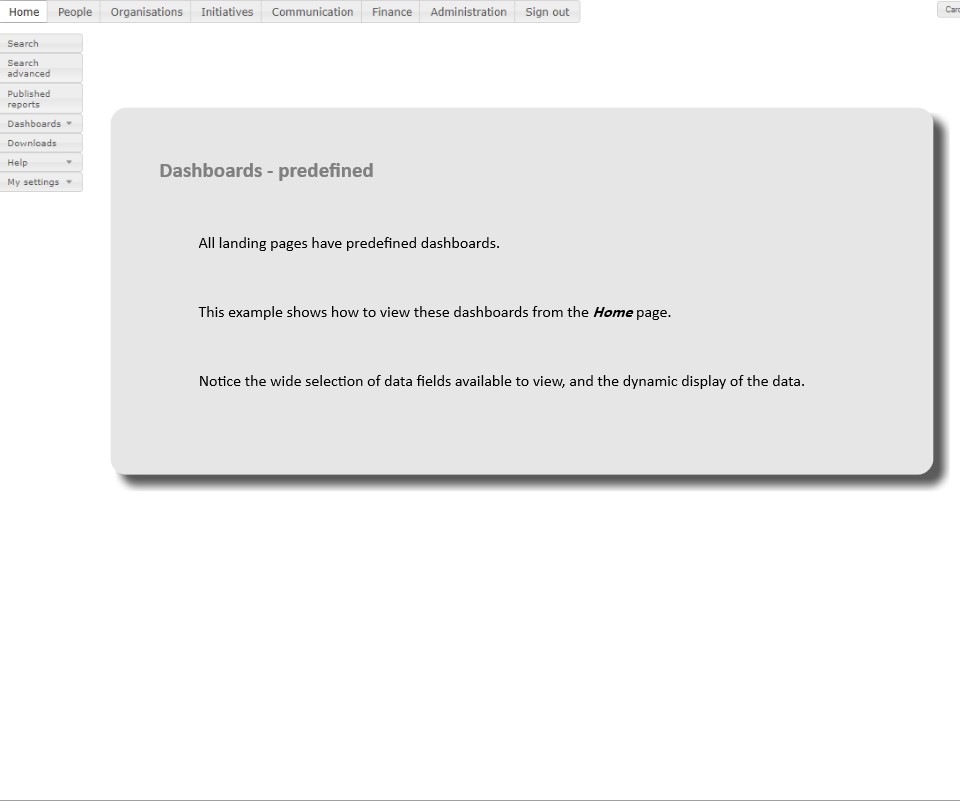 Home People Organisations Initiatives Communication Finance Administration Sign out
Search
Search
advanced
Published
reports
Dashboards
Downloads
Help
My settings
Dashboards - predefined
All landing pages have predefined dashboards.
This example shows how to view these dashboards from the Home page.
Notice the wide selection of data fields available to view, and the dynamic display of the data.